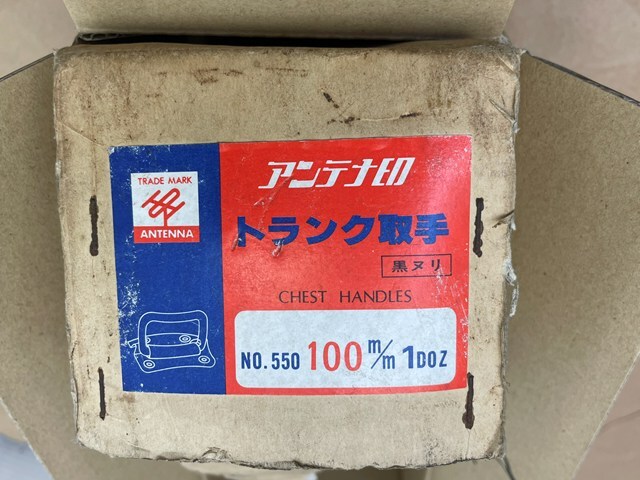 TRADE MARK
ANTENNA
アンテナ印
トランク取手
黒ヌリ
CHEST HANDLES
NO. 550 100 m/m 1DOZ